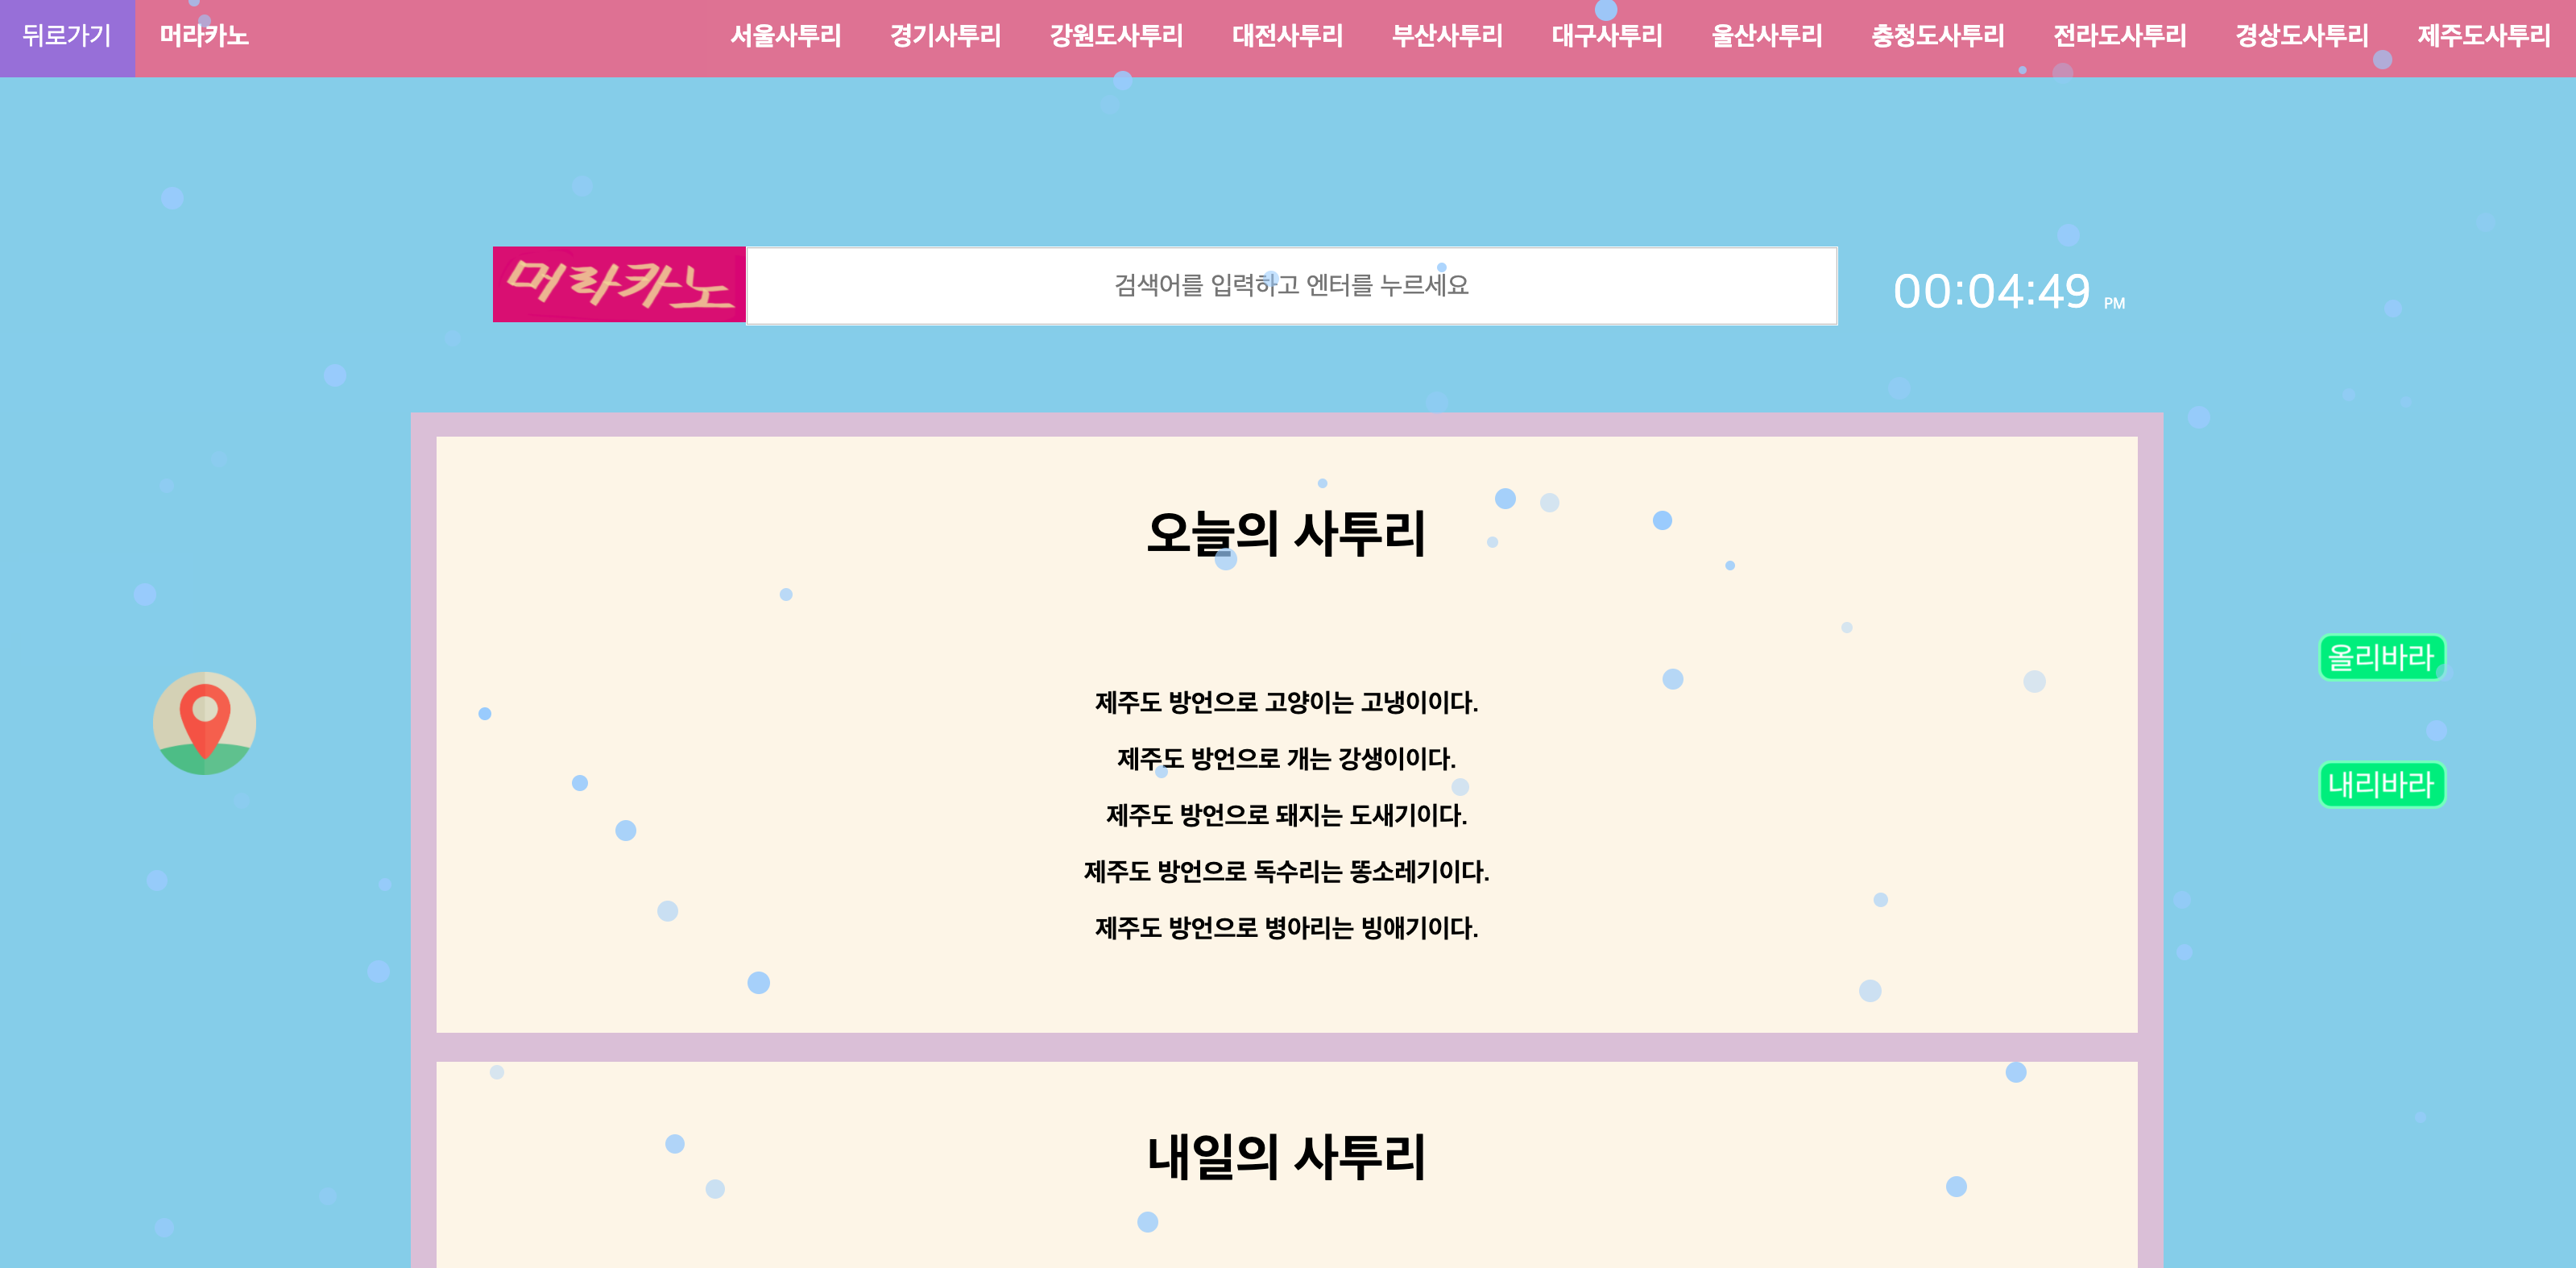 뒤로가기 머라카노 서울사투리 경기사투리 강원도사투리 대전사투리 부산사투리 대구사투리 울산사투리 충청도사투리 전라도사투리 경상도사투리 제주도사투리
머라카노 검색어를 입력하고 엔터를 누르세요 00:04:49 PM
오늘의 사투리
제주도 방언으로 고양이는 고냉이이다.
올리바라
제주도 방언으로 개는 강생이이다.
내리바라
제주도 방언으로 돼지는 도새기이다.
제주도 방언으로 독수리는 똥소레기이다.
제주도 방언으로 병아리는 빙애기이다.
내일의 사투리